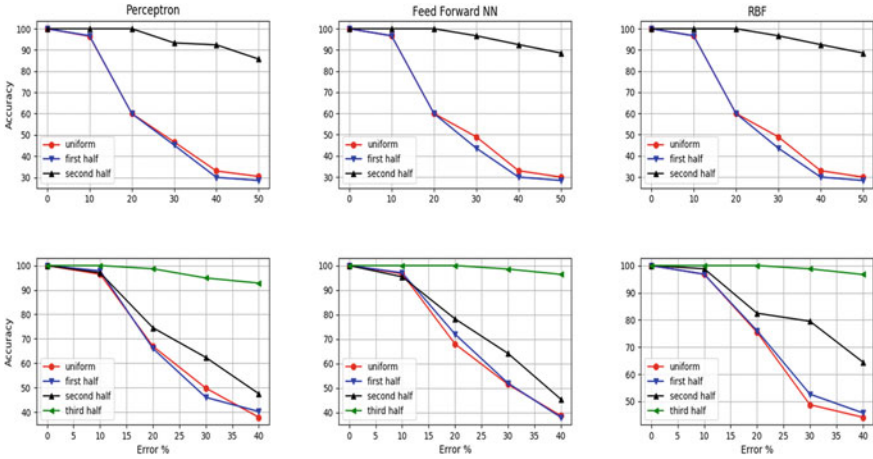 Perceptron
Feed Forward NN
RBF
Accuracy
100
90
80
70
60
50
40
30
uniform
first half
second half
0 10 20 30 40 50
100
90
80
70
60
50
40
30
uniform
first half
second half
0 10 20 30 40 50
100
90
80
70
60
50
40
30
uniform
first half
second half
0 10 20 30 40 50
Accuracy
100
90
80
70
60
50
40
uniform
first half
second half
third half
0 5 10 15 20 25 30 35 40
Error %
100
90
80
70
60
50
40
uniform
first half
second half
third half
0 5 10 15 20 25 30 35 40
Error %
100
90
80
70
60
50
uniform
first half
second half
third half
0 5 10 15 20 25 30 35 40
Error %